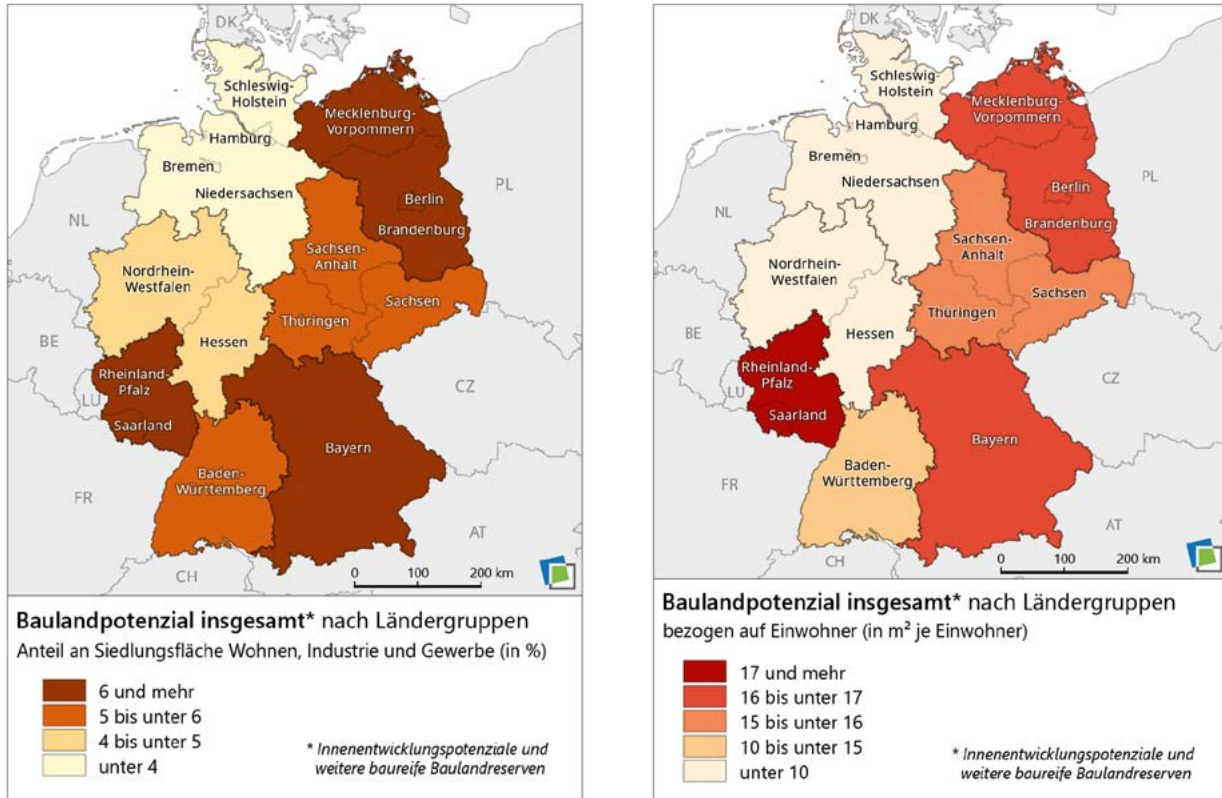 DK
Schleswig-
Holstein
Mecklenburg-
Vorpommern
Hamburg
Bremen
Niedersachsen
Berlin
Brandenburg
PL
NL
Sachsen-
Anhalt
Nordrhein-
Westfalen
Sachsen
Thüringen
Hessen
BE
Rheinland-
Pfalz
LU
CZ
Saarland
Bayern
Baden-
Württemberg
FR
AT
CH
0 100 200 km
Baulandpotenzial insgesamt* nach Ländergruppen
Anteil an Siedlungsfläche Wohnen, Industrie und Gewerbe (in %)
6 und mehr
5 bis unter 6
4 bis unter 5
unter 4
* Innenentwicklungspotenziale und
weitere baureife Baulandreserven
DK
Schleswig-
Holstein
Mecklenburg-
Vorpommern
Hamburg
Bremen
Niedersachsen
Berlin
Brandenburg
PL
NL
Sachsen-
Anhalt
Nordrhein-
Westfalen
Sachsen
Thüringen
Hessen
BE
Rheinland-
Pfalz
LU
CZ
Saarland
Bayern
Baden-
Württemberg
FR
AT
CH
0 100 200 km
Baulandpotenzial insgesamt* nach Ländergruppen
bezogen auf Einwohner (in m² je Einwohner)
17 und mehr
16 bis unter 17
15 bis unter 16
10 bis unter 15
unter 10
* Innenentwicklungspotenziale und
weitere baureife Baulandreserven